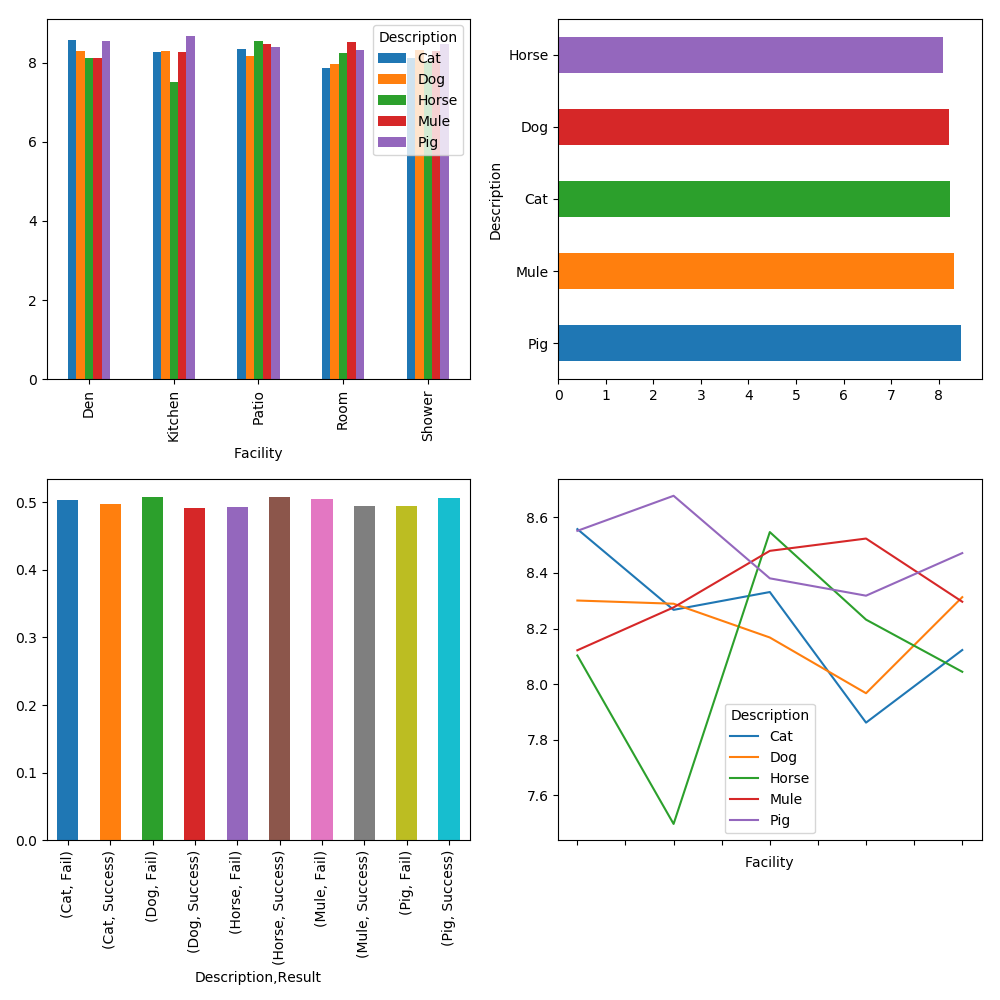 Description
Cat
Dog
Horse
Mule
Pig
8
6
4
2
0
Den
Kitchen
Patio
Room
Shower
Facility
Description
Horse
Dog
Cat
Mule
Pig
0 1 2 3 4 5 6 7 8
0.5
0.4
0.3
0.2
0.1
0.0
(Cat, Fail)
(Cat, Success)
(Dog, Fail)
(Dog, Success)
(Horse, Fail)
(Horse, Success)
(Mule, Fail)
(Mule, Success)
(Pig, Fail)
(Pig, Success)
Description,Result
8.6
8.4
8.2
8.0
7.8
7.6
Description
Cat
Dog
Horse
Mule
Pig
Facility